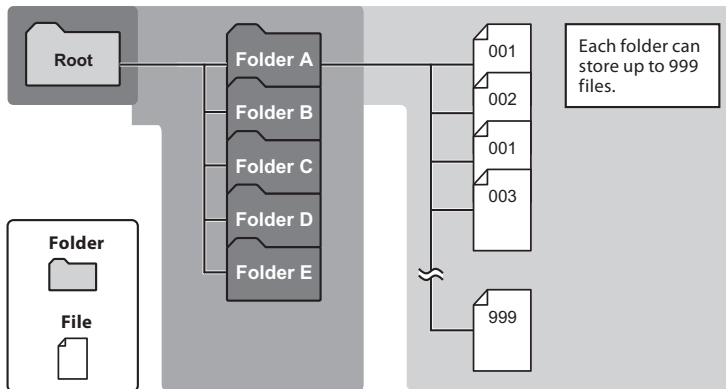 Root
Folder A
Folder B
Folder C
Folder D
Folder E
001
002
001
003
999
Each folder can
store up to 999
files.
Folder
File